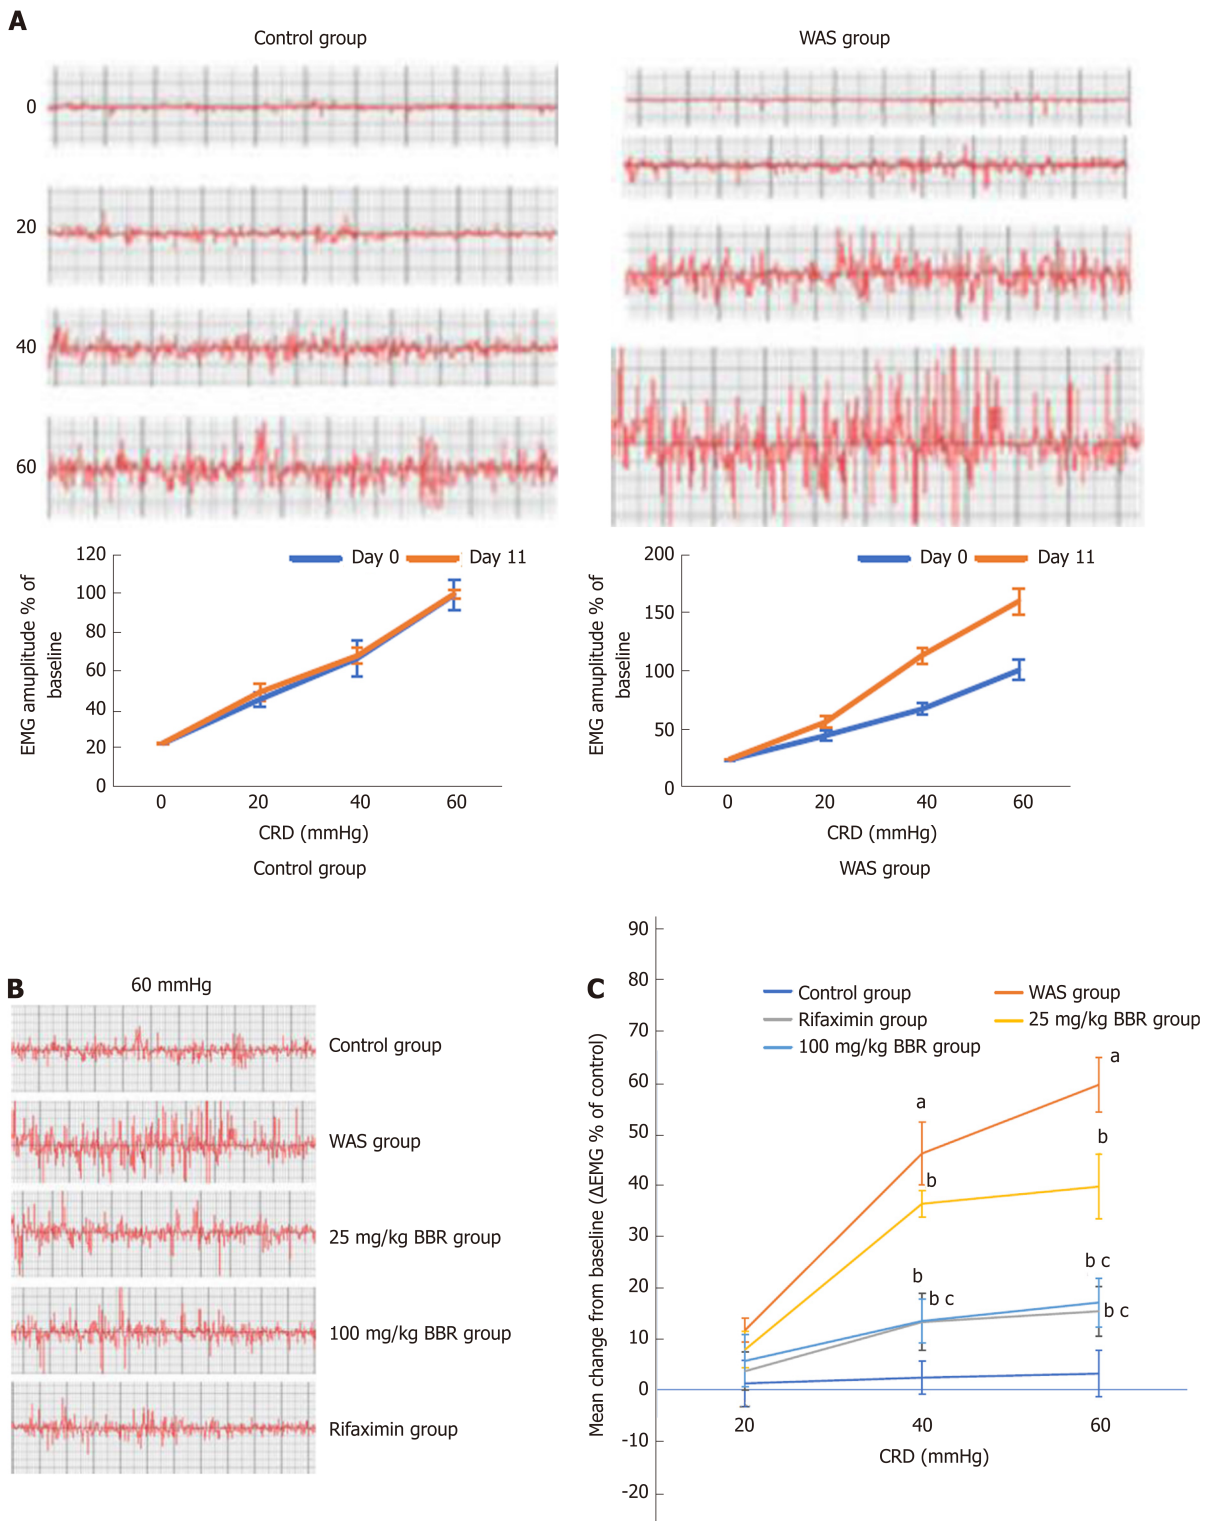 A
Control group
WAS group
0
20
40
60
120
100
80
60
40
20
0
EMG amuplitude % of
baseline
Day 0
Day 11
0
20
40
60
CRD (mmHg)
Control group
200
150
100
50
0
EMG amuplitude % of
baseline
Day 0
Day 11
0
20
40
60
CRD (mmHg)
WAS group
B
60 mmHg
Control group
WAS group
25 mg/kg BBR group
100 mg/kg BBR group
Rifaximin group
C
90
80
70
60
50
40
30
20
10
0
-10
-20
Mean change from baseline (ΔEMG % of control)
Control group
WAS group
Rifaximin group
25 mg/kg BBR group
100 mg/kg BBR group
a
a
b
b
b
b c
b c
b c
20
40
60
CRD (mmHg)